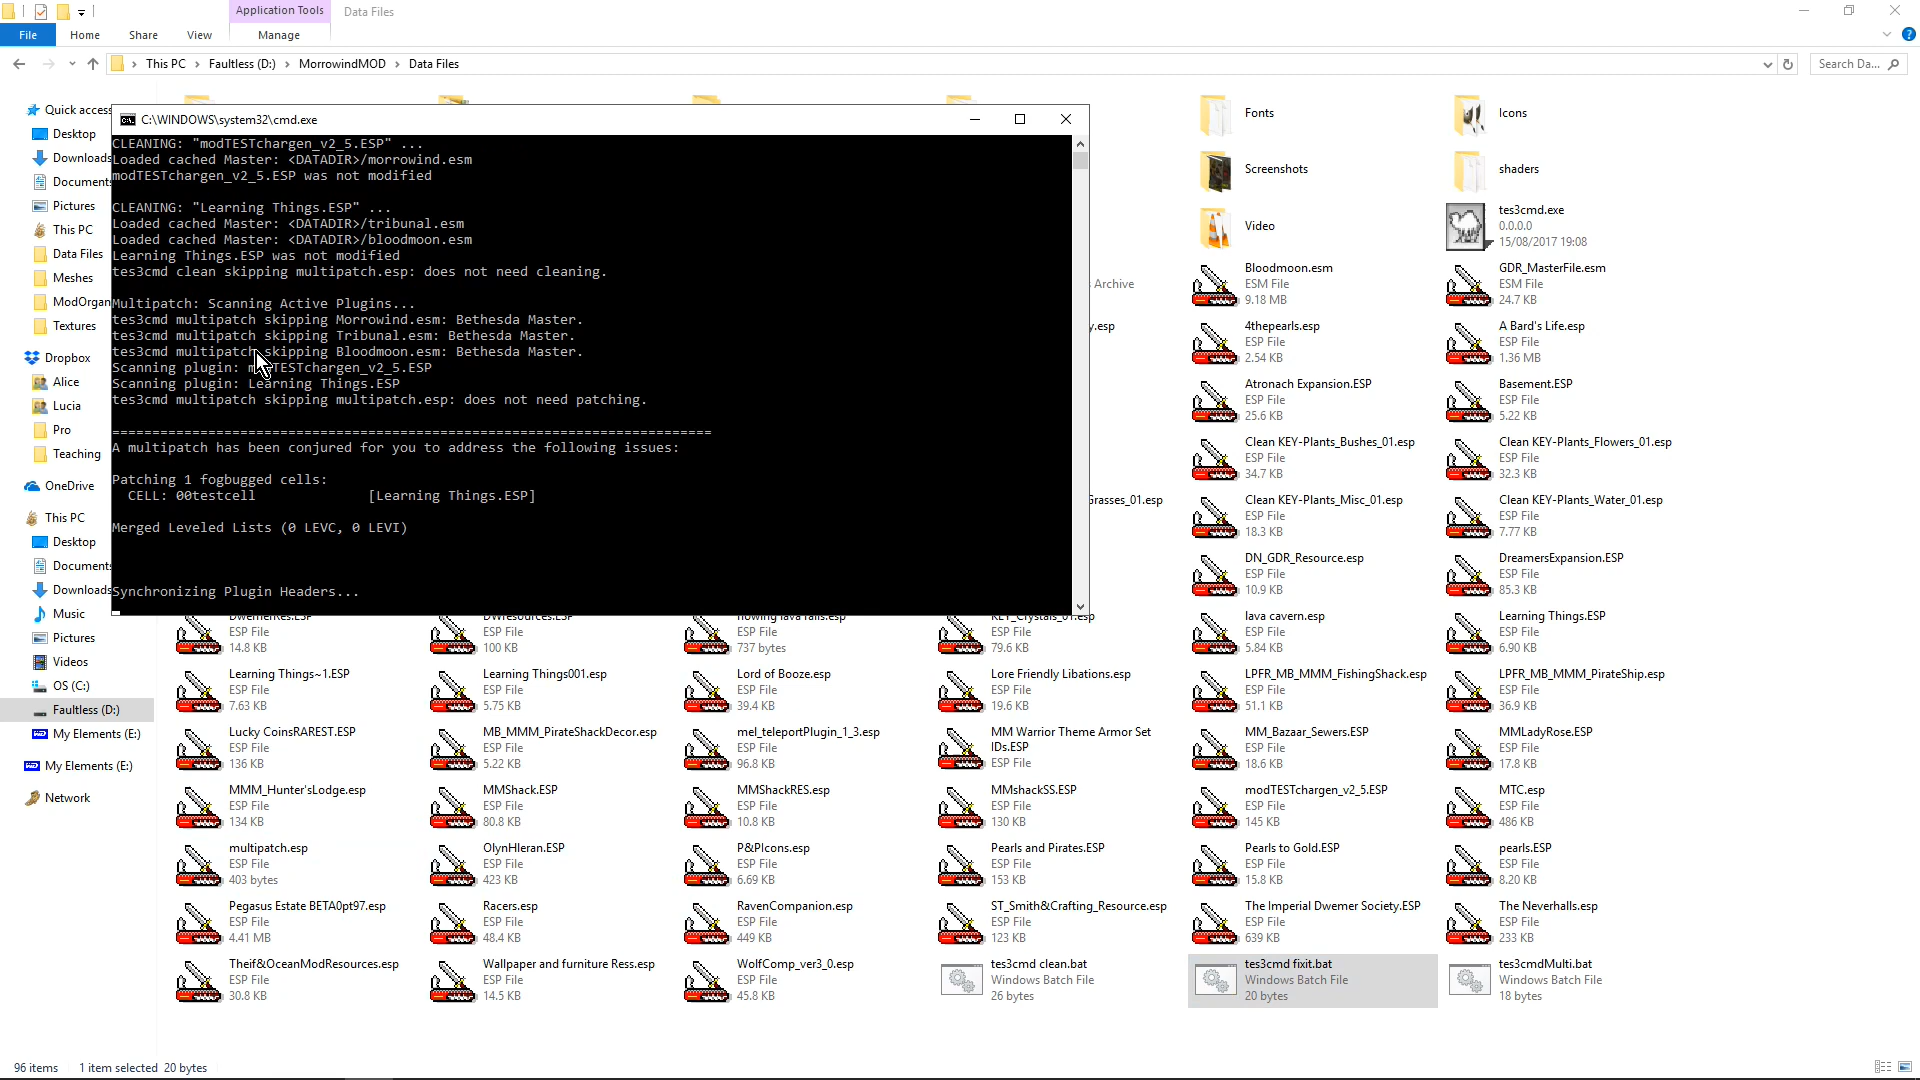 Application Tools
Data Files
File
Home
Share
View
Manage
This PC
Faultless (D:)
MorrowindMOD
Data Files
Search Da...
Quick access
Desktop
Downloads
Documents
Pictures
This PC
Data Files
Meshes
ModOrgan
Textures
Dropbox
Alice
Lucia
Pro
Teaching
OneDrive
This PC
Desktop
Documents
Downloads
Music
Pictures
Videos
OS (C:)
Faultless (D:)
My Elements (E:)
My Elements (E:)
Network
C:\WINDOWS\system32\cmd.exe
CLEANING: "modTESTchargen_v2_5.ESP" ...
Loaded cached Master: <DATADIR>/morrowind.esm
modTESTchargen_v2_5.ESP was not modified
CLEANING: "Learning Things.ESP" ...
Loaded cached Master: <DATADIR>/tribunal.esm
Loaded cached Master: <DATADIR>/bloodmoon.esm
Learning Things.ESP was not modified
tes3cmd clean skipping multipatch.esp: does not need cleaning.
Multipatch: Scanning Active Plugins...
tes3cmd multipatch skipping Morrowind.esm: Bethesda Master.
tes3cmd multipatch skipping Tribunal.esm: Bethesda Master.
tes3cmd multipatch skipping Bloodmoon.esm: Bethesda Master.
Scanning plugin: modTESTchargen_v2_5.ESP
Scanning plugin: Learning Things.ESP
tes3cmd multipatch skipping multipatch.esp: does not need patching.
===========================================================================
A multipatch has been conjured for you to address the following issues:
Patching 1 fogbugged cells:
CELL: 00testcell [Learning Things.ESP]
Merged Leveled Lists (0 LEVC, 0 LEVI)
Synchronizing Plugin Headers...
Fonts
Icons
Screenshots
shaders
Video
tes3cmd.exe
0.0.0.0
15/08/2017 19:08
Archive
Bloodmoon.esm
ESM File
9.18 MB
GDR_MasterFile.esm
ESM File
24.7 KB
y.esp
4thepearls.esp
ESP File
2.54 KB
A Bard's Life.esp
ESP File
1.36 MB
Atronach Expansion.ESP
ESP File
25.6 KB
Basement.ESP
ESP File
5.22 KB
Clean KEY-Plants_Bushes_01.esp
ESP File
34.7 KB
Clean KEY-Plants_Flowers_01.esp
ESP File
32.3 KB
Grasses_01.esp
Clean KEY-Plants_Misc_01.esp
ESP File
18.3 KB
Clean KEY-Plants_Water_01.esp
ESP File
7.77 KB
DN_GDR_Resource.esp
ESP File
10.9 KB
DreamersExpansion.ESP
ESP File
85.3 KB
DwemerRes.ESP
ESP File
14.8 KB
DWresources.ESP
ESP File
100 KB
flowing lava falls.esp
ESP File
737 bytes
KEY_Crystals_01.esp
ESP File
79.6 KB
lava cavern.esp
ESP File
5.84 KB
Learning Things.ESP
ESP File
6.90 KB
Learning Things~1.ESP
ESP File
7.63 KB
Learning Things001.esp
ESP File
5.75 KB
Lord of Booze.esp
ESP File
39.4 KB
Lore Friendly Libations.esp
ESP File
19.6 KB
LPFR_MB_MMM_FishingShack.esp
ESP File
51.1 KB
LPFR_MB_MMM_PirateShip.esp
ESP File
36.9 KB
Lucky CoinsRAREST.ESP
ESP File
136 KB
MB_MMM_PirateShackDecor.esp
ESP File
5.22 KB
mel_teleportPlugin_1_3.esp
ESP File
96.8 KB
MM Warrior Theme Armor Set
IDs.ESP
ESP File
MM_Bazaar_Sewers.ESP
ESP File
18.6 KB
MMLadyRose.ESP
ESP File
17.8 KB
MMM_Hunter'sLodge.esp
ESP File
134 KB
MMShack.ESP
ESP File
80.8 KB
MMShackRES.esp
ESP File
10.8 KB
MMshackSS.ESP
ESP File
130 KB
modTESTchargen_v2_5.ESP
ESP File
145 KB
MTC.esp
ESP File
486 KB
multipatch.esp
ESP File
403 bytes
OlynHleran.ESP
ESP File
423 KB
P&PIcons.esp
ESP File
6.69 KB
Pearls and Pirates.ESP
ESP File
153 KB
Pearls to Gold.ESP
ESP File
15.8 KB
pearls.ESP
ESP File
8.20 KB
Pegasus Estate BETA0pt97.esp
ESP File
4.41 MB
Racers.esp
ESP File
48.4 KB
RavenCompanion.esp
ESP File
449 KB
ST_Smith&Crafting_Resource.esp
ESP File
123 KB
The Imperial Dwemer Society.ESP
ESP File
639 KB
The Neverhalls.esp
ESP File
233 KB
Theif&OceanModResources.esp
ESP File
30.8 KB
Wallpaper and furniture Ress.esp
ESP File
14.5 KB
WolfComp_ver3_0.esp
ESP File
45.8 KB
tes3cmd clean.bat
Windows Batch File
26 bytes
tes3cmd fixit.bat
Windows Batch File
20 bytes
tes3cmdMulti.bat
Windows Batch File
18 bytes
96 items
1 item selected 20 bytes